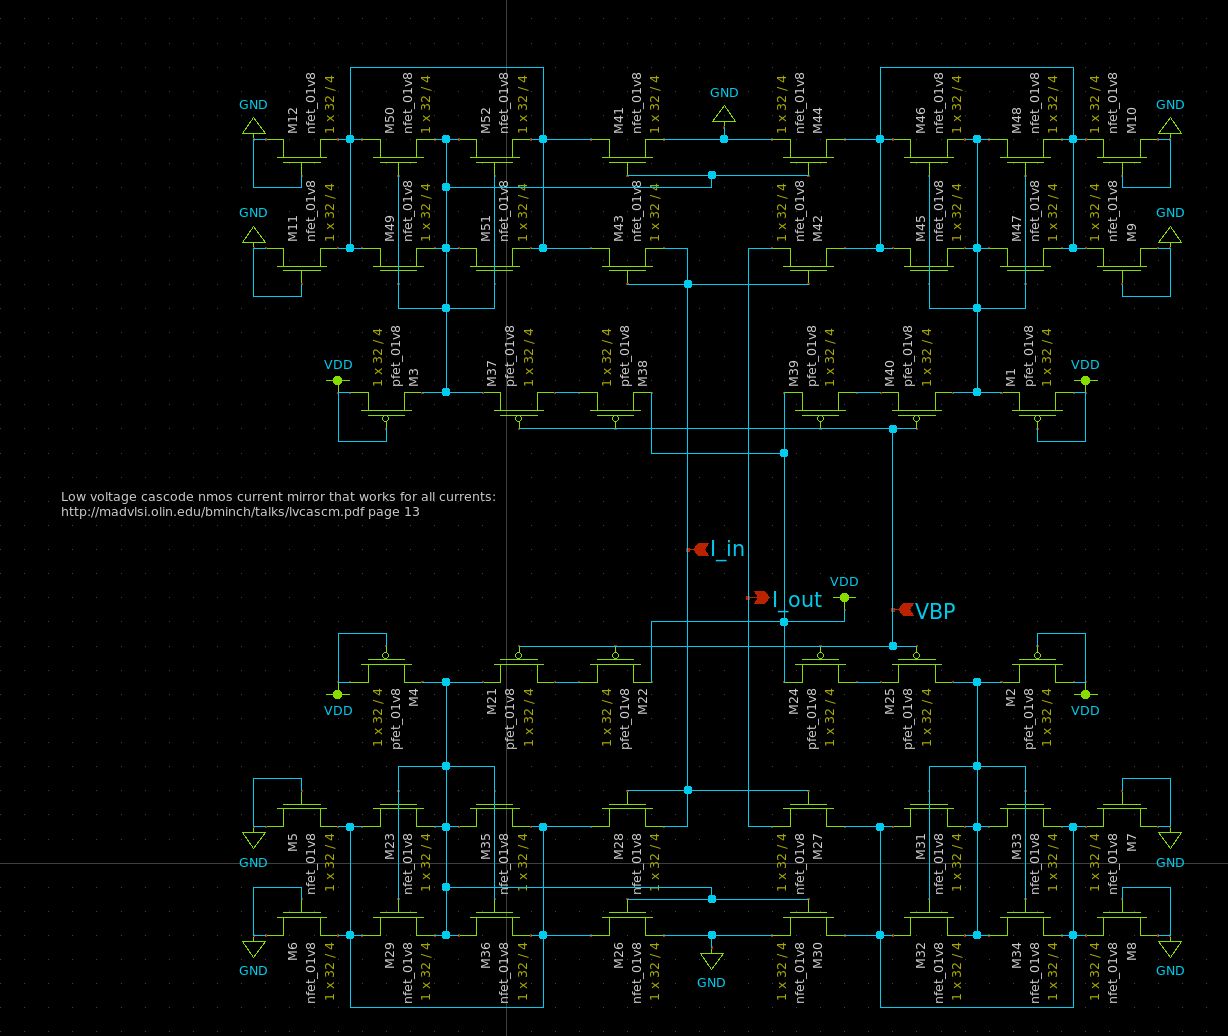 GND
M12
nfet_01v8
1 x 32 / 4
M50
nfet_01v8
1 x 32 / 4
M52
nfet_01v8
1 x 32 / 4
M41
nfet_01v8
1 x 32 / 4
GND
1 x 32 / 4
nfet_01v8
M44
M46
nfet_01v8
1 x 32 / 4
M48
nfet_01v8
1 x 32 / 4
1 x 32 / 4
nfet_01v8
M10
GND
GND
M11
nfet_01v8
1 x 32 / 4
M49
nfet_01v8
1 x 32 / 4
M51
nfet_01v8
1 x 32 / 4
M43
nfet_01v8
1 x 32 / 4
1 x 32 / 4
nfet_01v8
M42
M45
nfet_01v8
1 x 32 / 4
M47
nfet_01v8
1 x 32 / 4
1 x 32 / 4
nfet_01v8
M9
GND
VDD
1 x 32 / 4
pfet_01v8
M3
M37
pfet_01v8
1 x 32 / 4
1 x 32 / 4
pfet_01v8
M38
M39
pfet_01v8
1 x 32 / 4
M40
pfet_01v8
1 x 32 / 4
M1
pfet_01v8
1 x 32 / 4
VDD
Low voltage cascode nmos current mirror that works for all currents:
http://madvlsi.olin.edu/bminch/talks/lvcascm.pdf page 13
I_in
I_out
VDD
VBP
VDD
1 x 32 / 4
pfet_01v8
M4
M21
pfet_01v8
1 x 32 / 4
1 x 32 / 4
pfet_01v8
M22
M24
pfet_01v8
1 x 32 / 4
M25
pfet_01v8
1 x 32 / 4
M2
pfet_01v8
1 x 32 / 4
VDD
GND
M5
nfet_01v8
1 x 32 / 4
M23
nfet_01v8
1 x 32 / 4
M35
nfet_01v8
1 x 32 / 4
M28
nfet_01v8
1 x 32 / 4
1 x 32 / 4
nfet_01v8
M27
M31
nfet_01v8
1 x 32 / 4
M33
nfet_01v8
1 x 32 / 4
1 x 32 / 4
nfet_01v8
M7
GND
GND
M6
nfet_01v8
1 x 32 / 4
M29
nfet_01v8
1 x 32 / 4
M36
nfet_01v8
1 x 32 / 4
M26
nfet_01v8
1 x 32 / 4
GND
1 x 32 / 4
nfet_01v8
M30
M32
nfet_01v8
1 x 32 / 4
M34
nfet_01v8
1 x 32 / 4
1 x 32 / 4
nfet_01v8
M8
GND